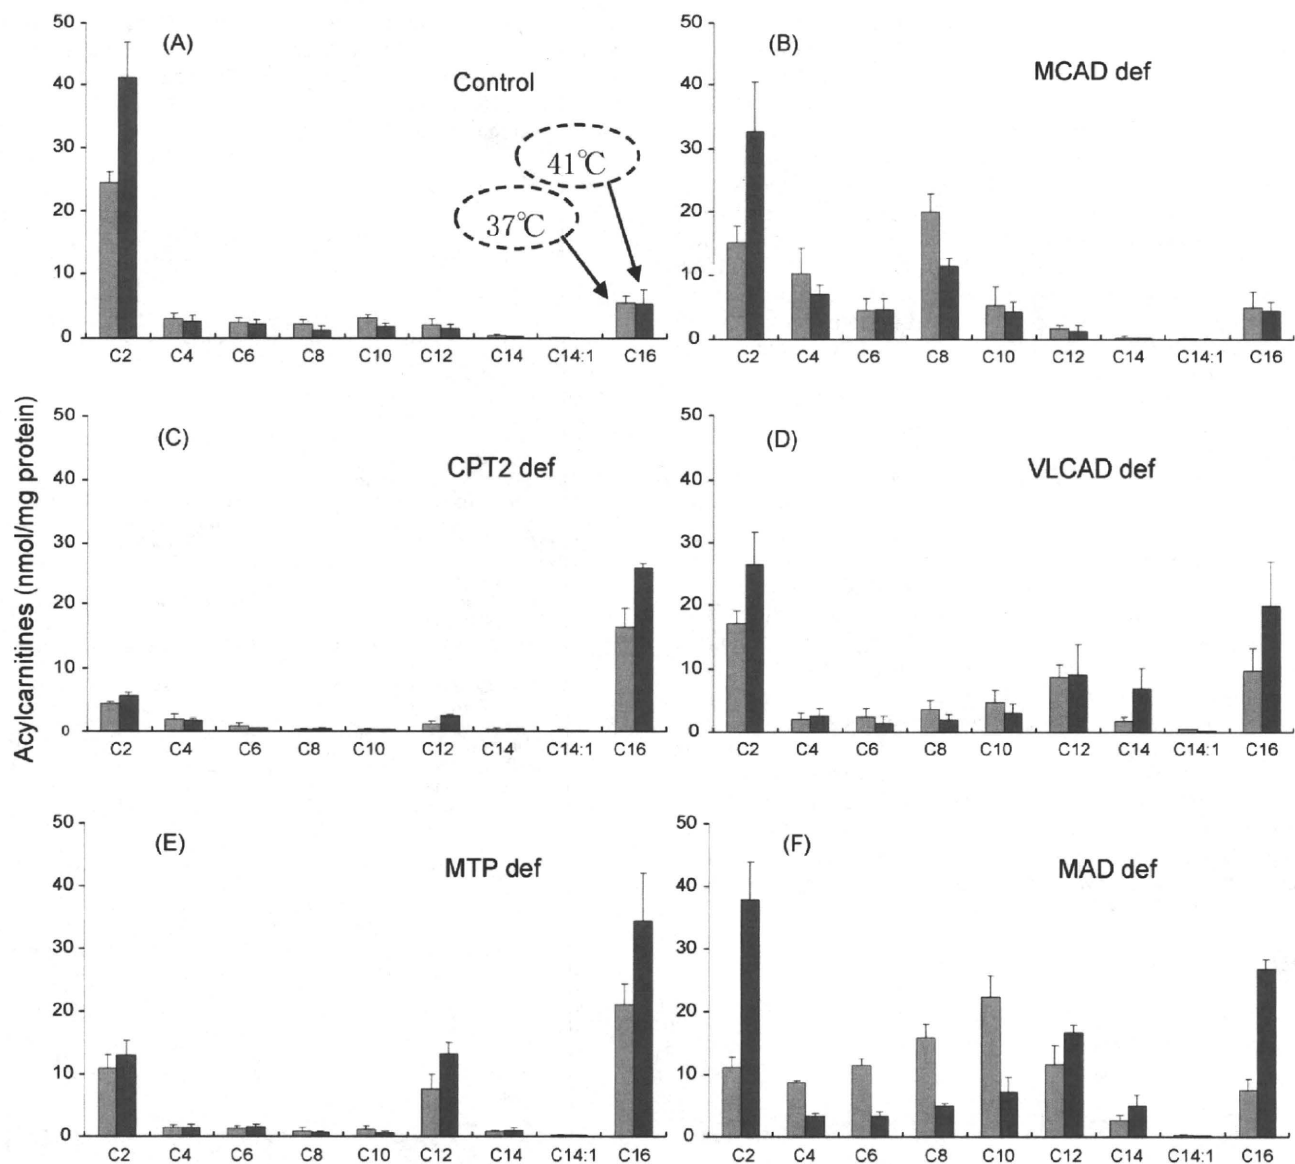 Acylcarnitines (nmol/mg protein)
(A)
Control
41℃
37℃
50
40
30
20
10
0
C2 C4 C6 C8 C10 C12 C14 C14:1 C16
(B)
MCAD def
50
40
30
20
10
0
C2 C4 C6 C8 C10 C12 C14 C14:1 C16
(C)
CPT2 def
50
40
30
20
10
0
C2 C4 C6 C8 C10 C12 C14 C14:1 C16
(D)
VLCAD def
50
40
30
20
10
0
C2 C4 C6 C8 C10 C12 C14 C14:1 C16
(E)
MTP def
50
40
30
20
10
0
C2 C4 C6 C8 C10 C12 C14 C14:1 C16
(F)
MAD def
50
40
30
20
10
0
C2 C4 C6 C8 C10 C12 C14 C14:1 C16